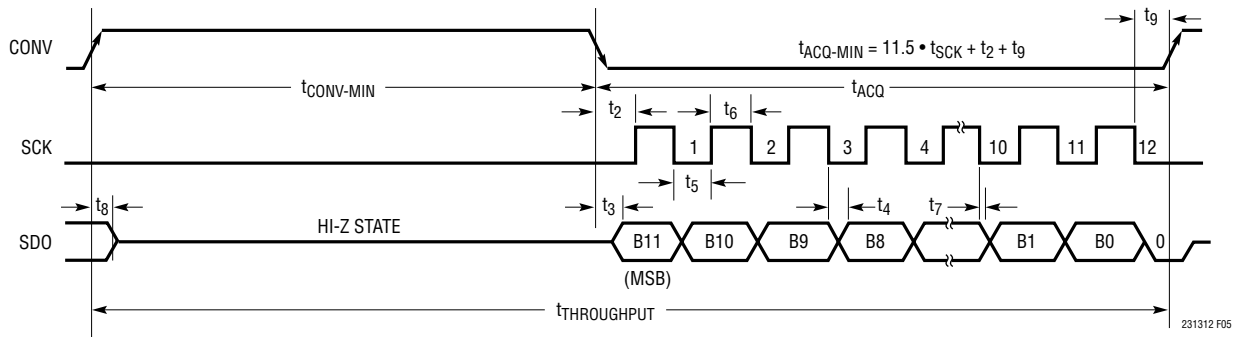 t9
CONV
tACQ-MIN = 11.5 • tSCK + t2 + t9
tCONV-MIN
tACQ
t2
t6
SCK
1 2 3 4 10 11 12
t5
t8
t3
t4
t7
SDO
HI-Z STATE
B11 B10 B9 B8 B1 B0 0
(MSB)
tTHROUGHPUT
231312 F05